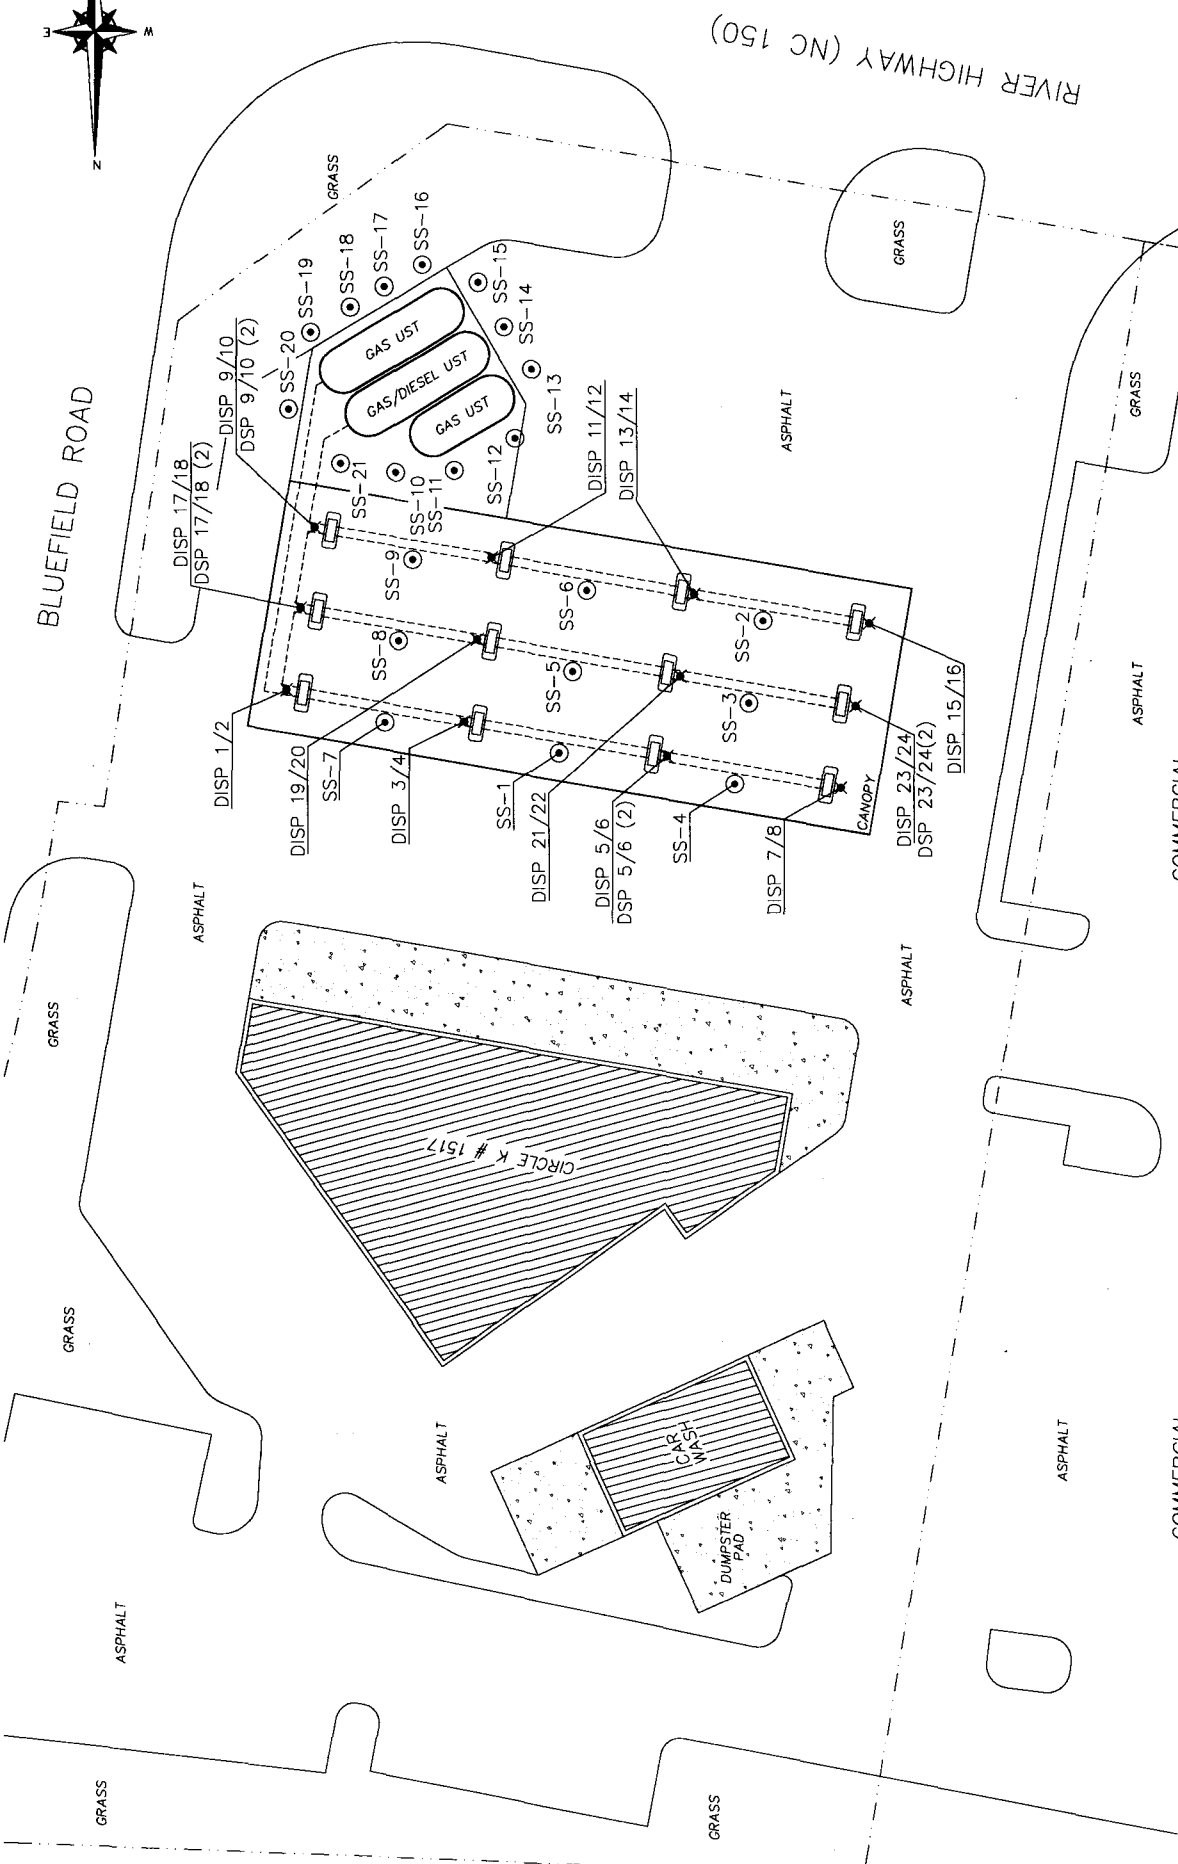 E
W
N
RIVER HIGHWAY (NC 150)
BLUEFIELD ROAD
GRASS
GRASS
GRASS
SS-16
SS-17
SS-18
SS-19
SS-20
SS-15
SS-14
SS-13
SS-12
SS-11
SS-10
SS-21
GAS UST
GAS/DIESEL UST
GAS UST
DISP 9/10
DSP 9/10 (2)
DISP 17/18
DSP 17/18 (2)
DISP 11/12
DISP 13/14
ASPHALT
SS-9
SS-6
SS-2
SS-8
SS-5
SS-3
DISP 1/2
DISP 19/20
SS-7
DISP 3/4
SS-1
DISP 21/22
DISP 5/6
DSP 5/6 (2)
SS-4
DISP 7/8
CANOPY
DISP 23/24
DSP 23/24(2)
DISP 15/16
ASPHALT
ASPHALT
ASPHALT
GRASS
CIRCLE K # 1517
GRASS
ASPHALT
CAR
WASH
DUMPSTER
PAD
ASPHALT
ASPHALT
GRASS
GRASS
COMMERCIAL
COMMERCIAL